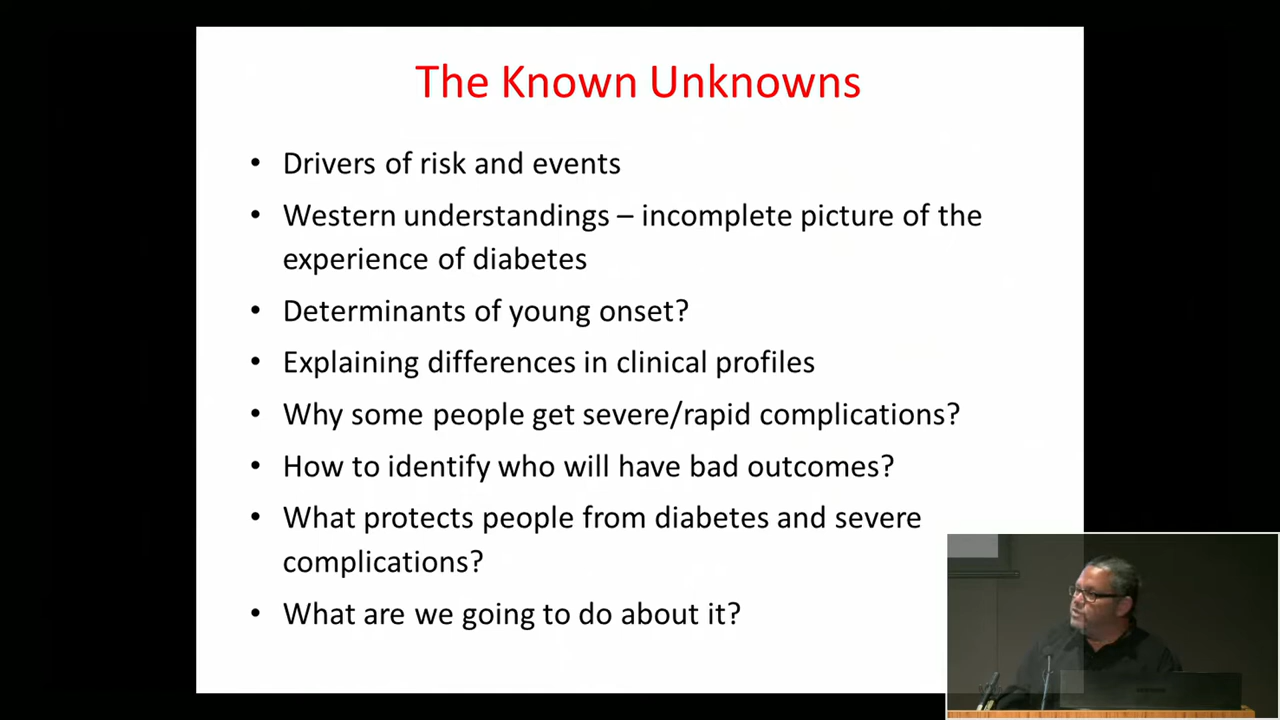 The Known Unknowns
• Drivers of risk and events
• Western understandings – incomplete picture of the
experience of diabetes
• Determinants of young onset?
• Explaining differences in clinical profiles
• Why some people get severe/rapid complications?
• How to identify who will have bad outcomes?
• What protects people from diabetes and severe
complications?
• What are we going to do about it?